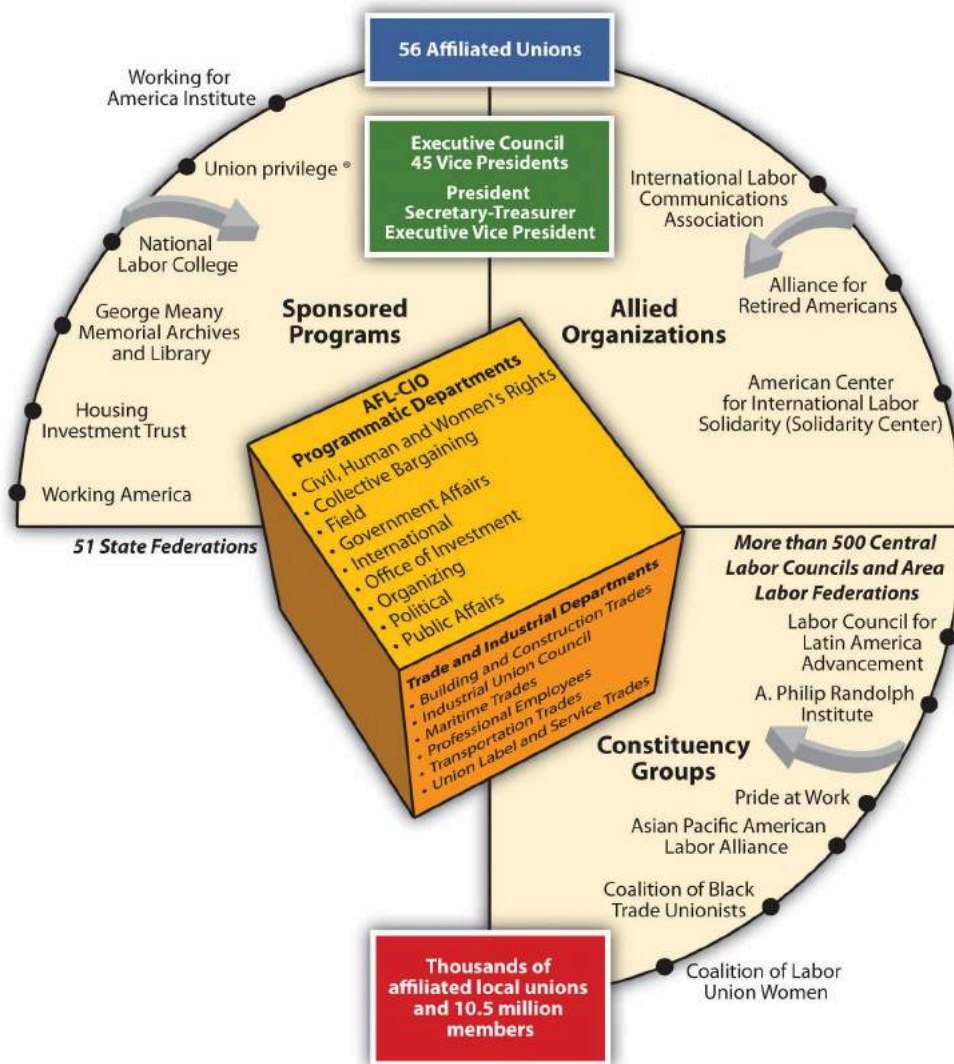 56 Affiliated Unions
Executive Council
45 Vice Presidents
President
Secretary-Treasurer
Executive Vice President
Working for
America Institute
Union privilege ®
National
Labor College
George Meany
Memorial Archives
and Library
Housing
Investment Trust
Working America
Sponsored
Programs
Allied
Organizations
International Labor
Communications
Association
Alliance for
Retired Americans
American Center
for International Labor
Solidarity (Solidarity Center)
AFL-CIO
Programmatic Departments
• Civil, Human and Women's Rights
• Collective Bargaining
• Field
• Government Affairs
• International
• Office of Investment
• Organizing
• Political
• Public Affairs
Trade and Industrial Departments
• Building and Construction Trades
• Industrial Union Council
• Maritime Trades
• Professional Employees
• Transportation Trades
• Union Label and Service Trades
51 State Federations
More than 500 Central
Labor Councils and Area
Labor Federations
Labor Council for
Latin America
Advancement
A. Philip Randolph
Institute
Constituency
Groups
Pride at Work
Asian Pacific American
Labor Alliance
Coalition of Black
Trade Unionists
Coalition of Labor
Union Women
Thousands of
affiliated local unions
and 10.5 million
members